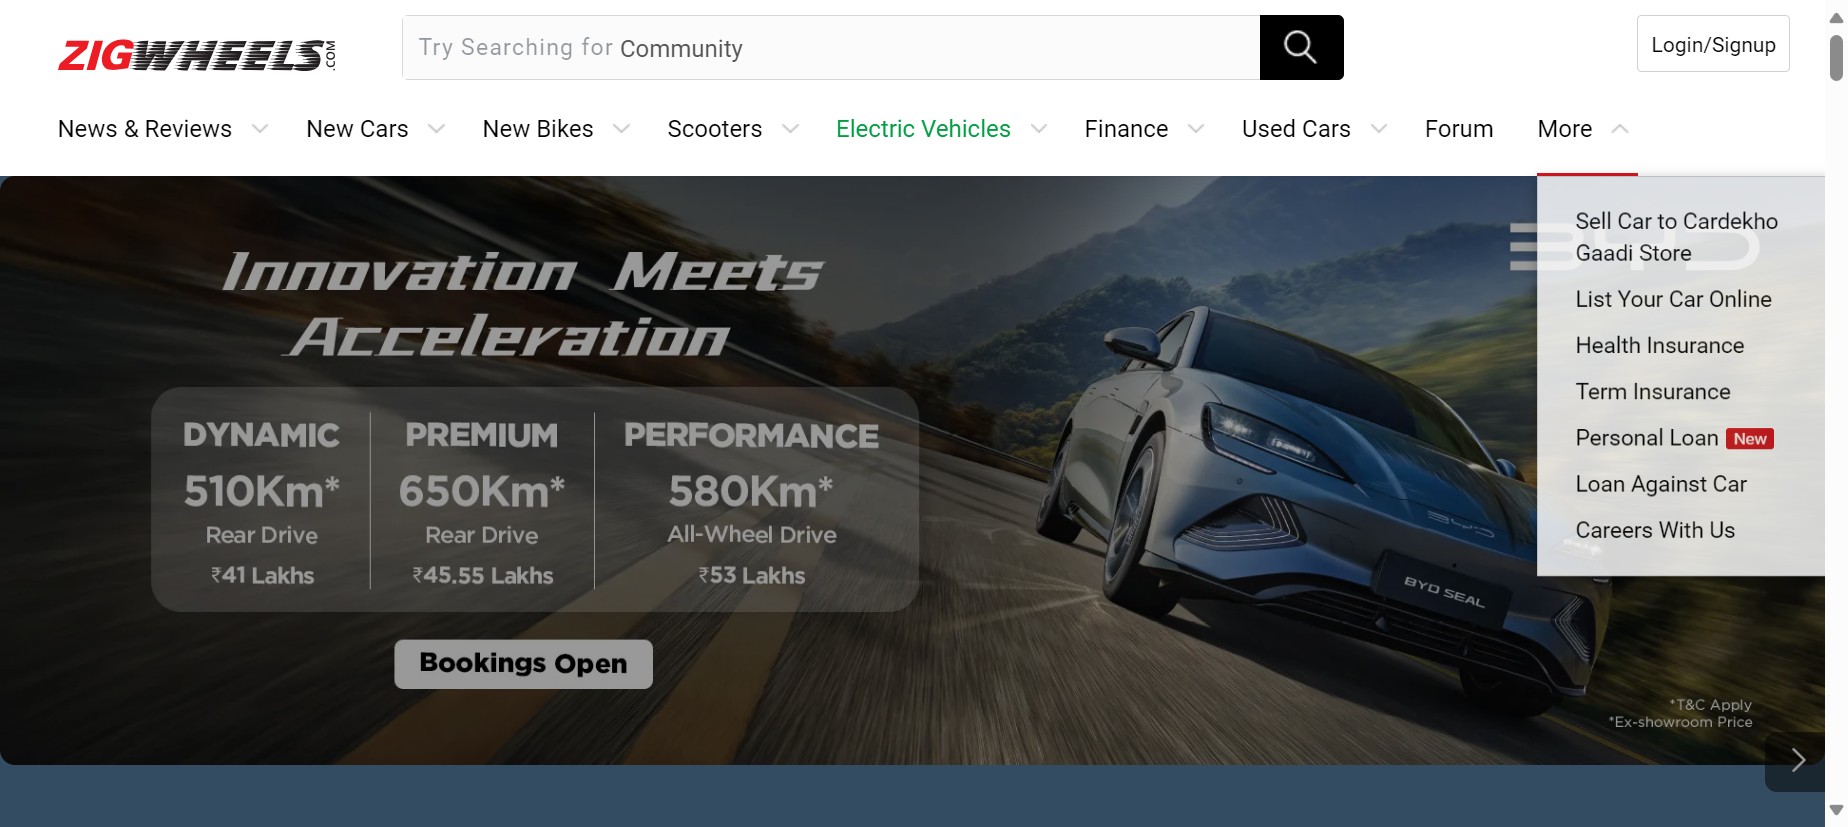 ZIGWHEELS.COM
Try Searching for Community
Login/Signup
News & Reviews
New Cars
New Bikes
Scooters
Electric Vehicles
Finance
Used Cars
Forum
More
Sell Car to Cardekho
Gaadi Store
List Your Car Online
Health Insurance
Term Insurance
Personal Loan New
Loan Against Car
Careers With Us
BYD
Innovation Meets
Acceleration
DYNAMIC
510Km*
Rear Drive
₹41 Lakhs
PREMIUM
650Km*
Rear Drive
₹45.55 Lakhs
PERFORMANCE
580Km*
All-Wheel Drive
₹53 Lakhs
Bookings Open
BYD
BYD SEAL
*T&C Apply
*Ex-showroom Price